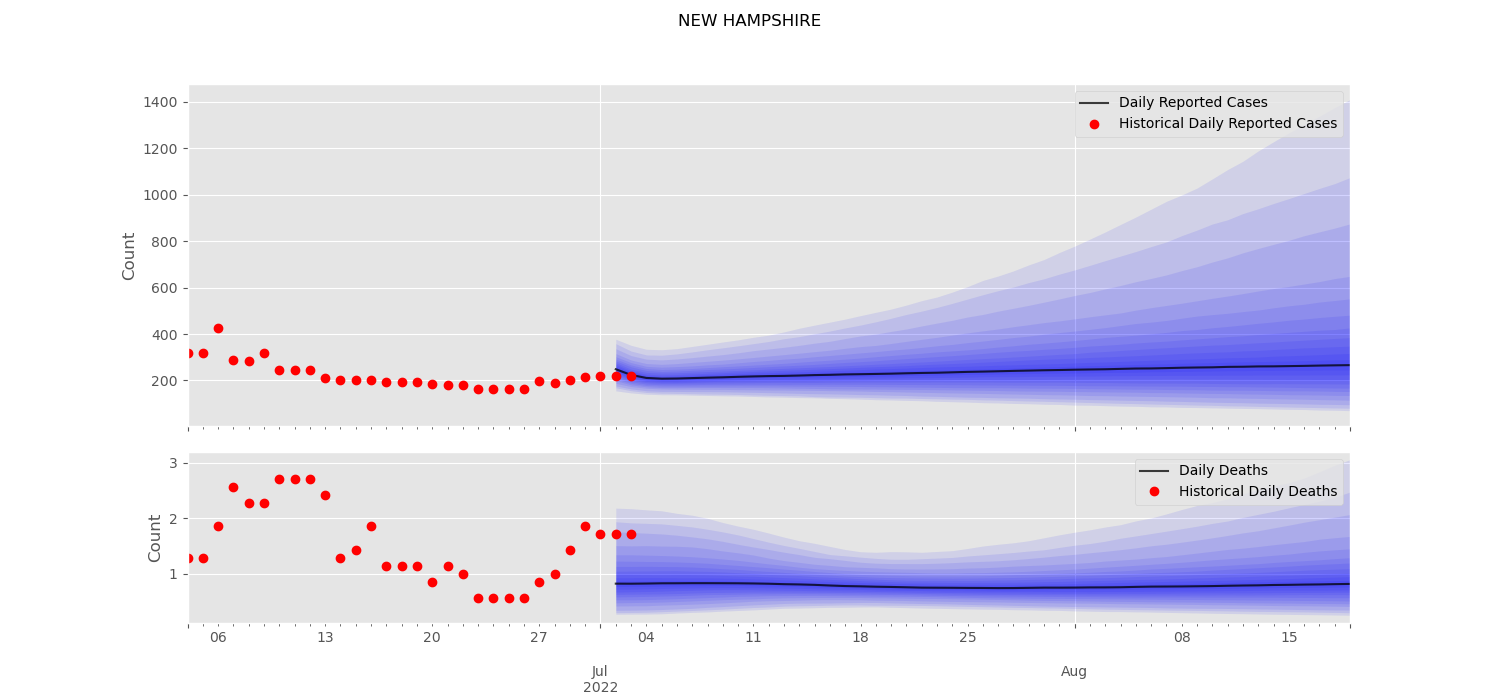 NEW HAMPSHIRE
1400
1200
1000
800
600
400
200
Count
Daily Reported Cases
Historical Daily Reported Cases
3
2
1
Count
Daily Deaths
Historical Daily Deaths
06 13 20 27 04 11 18 25 08 15
Jul Aug
2022